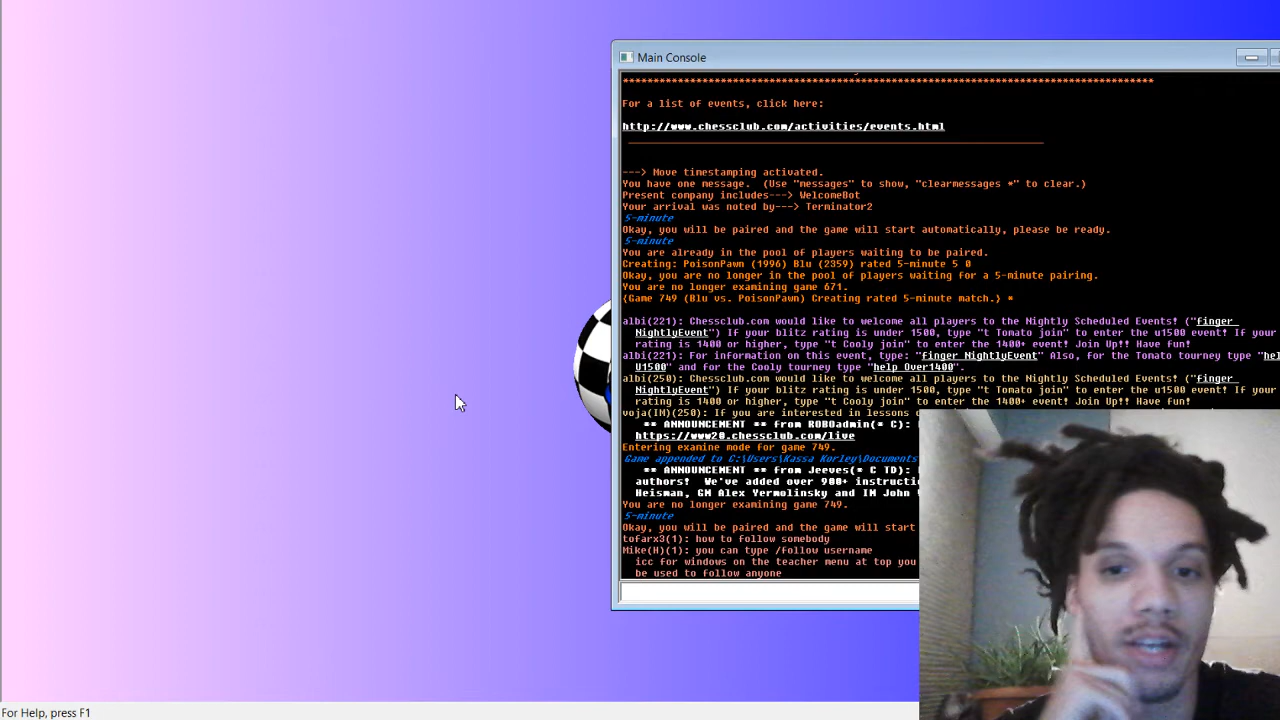 Main Console
For a list of events, click here:
http://www.chessclub.com/activities/events.html
---> Move timestamping activated.
You have one message. (Use "messages" to show, "clearmessages *" to clear.)
Present company includes---> WelcomeBot
Your arrival was noted by---> Terminator2
5-minute
Okay, you will be paired and the game will start automatically, please be ready.
5-minute
You are already in the pool of players waiting to be paired.
Creating: PoisonPawn (1996) Blu (2359) rated 5-minute 5 0
Okay, you are no longer in the pool of players waiting for a 5-minute pairing.
You are no longer examining game 671.
{Game 749 (Blu vs. PoisonPawn) Creating rated 5-minute match.} *
albi(221): Chessclub.com would like to welcome all players to the Nightly Scheduled Events! ("finger
NightlyEvent") If your blitz rating is under 1500, type "t Tomato join" to enter the u1500 event! If your
rating is 1400 or higher, type "t Cooly join" to enter the 1400+ event! Join Up!! Have fun!
albi(221): For information on this event, type: "finger NightlyEvent" Also, for the Tomato tourney type "hel
U1500" and for the Cooly tourney type "help Over1400".
albi(250): Chessclub.com would like to welcome all players to the Nightly Scheduled Events! ("finger
NightlyEvent") If your blitz rating is under 1500, type "t Tomato join" to enter the u1500 event! If your
rating is 1400 or higher, type "t Cooly join" to enter the 1400+ event! Join Up!! Have fun!
voja(IM)(250): If you are interested in lessons
** ANNOUNCEMENT ** from ROBOadmin(* C):
https://www20.chessclub.com/live
Entering examine mode for game 749.
Game appended to C:\Users\Kassa Korley\Documents
** ANNOUNCEMENT ** from Jeeves(* C TD):
authors! We've added over 900+ instructi
Heisman, GM Alex Yermolinsky and IM John
You are no longer examining game 749.
5-minute
Okay, you will be paired and the game will start
tofarx3(1): how to follow somebody
Mike(H)(1): you can type /follow username
icc for windows on the teacher menu at top you
be used to follow anyone
For Help, press F1